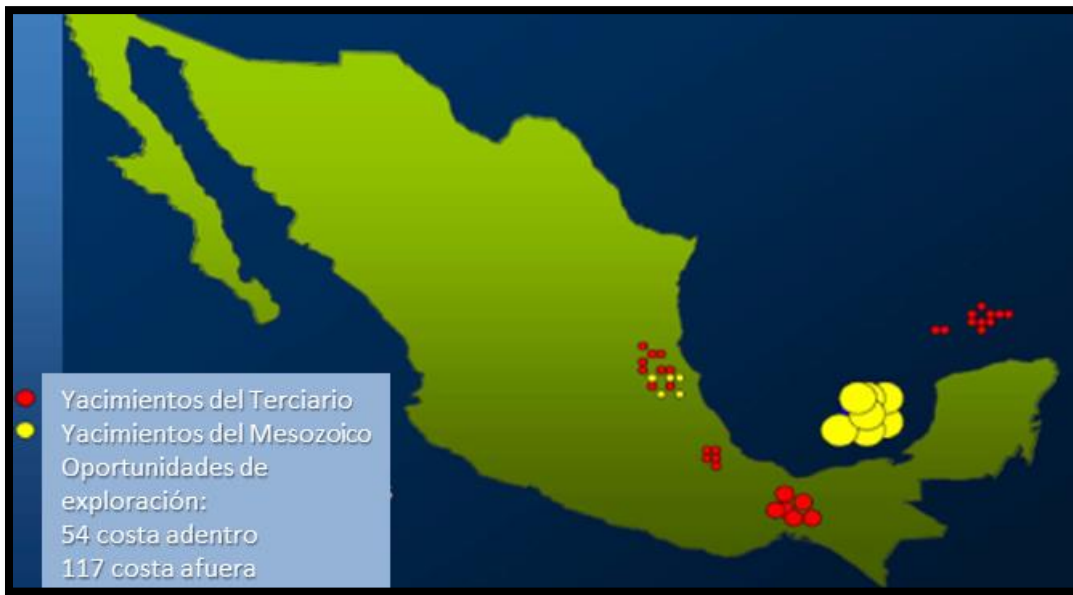 Yacimientos del Terciario
Yacimientos del Mesozoico
Oportunidades de
exploración:
54 costa adentro
117 costa afuera